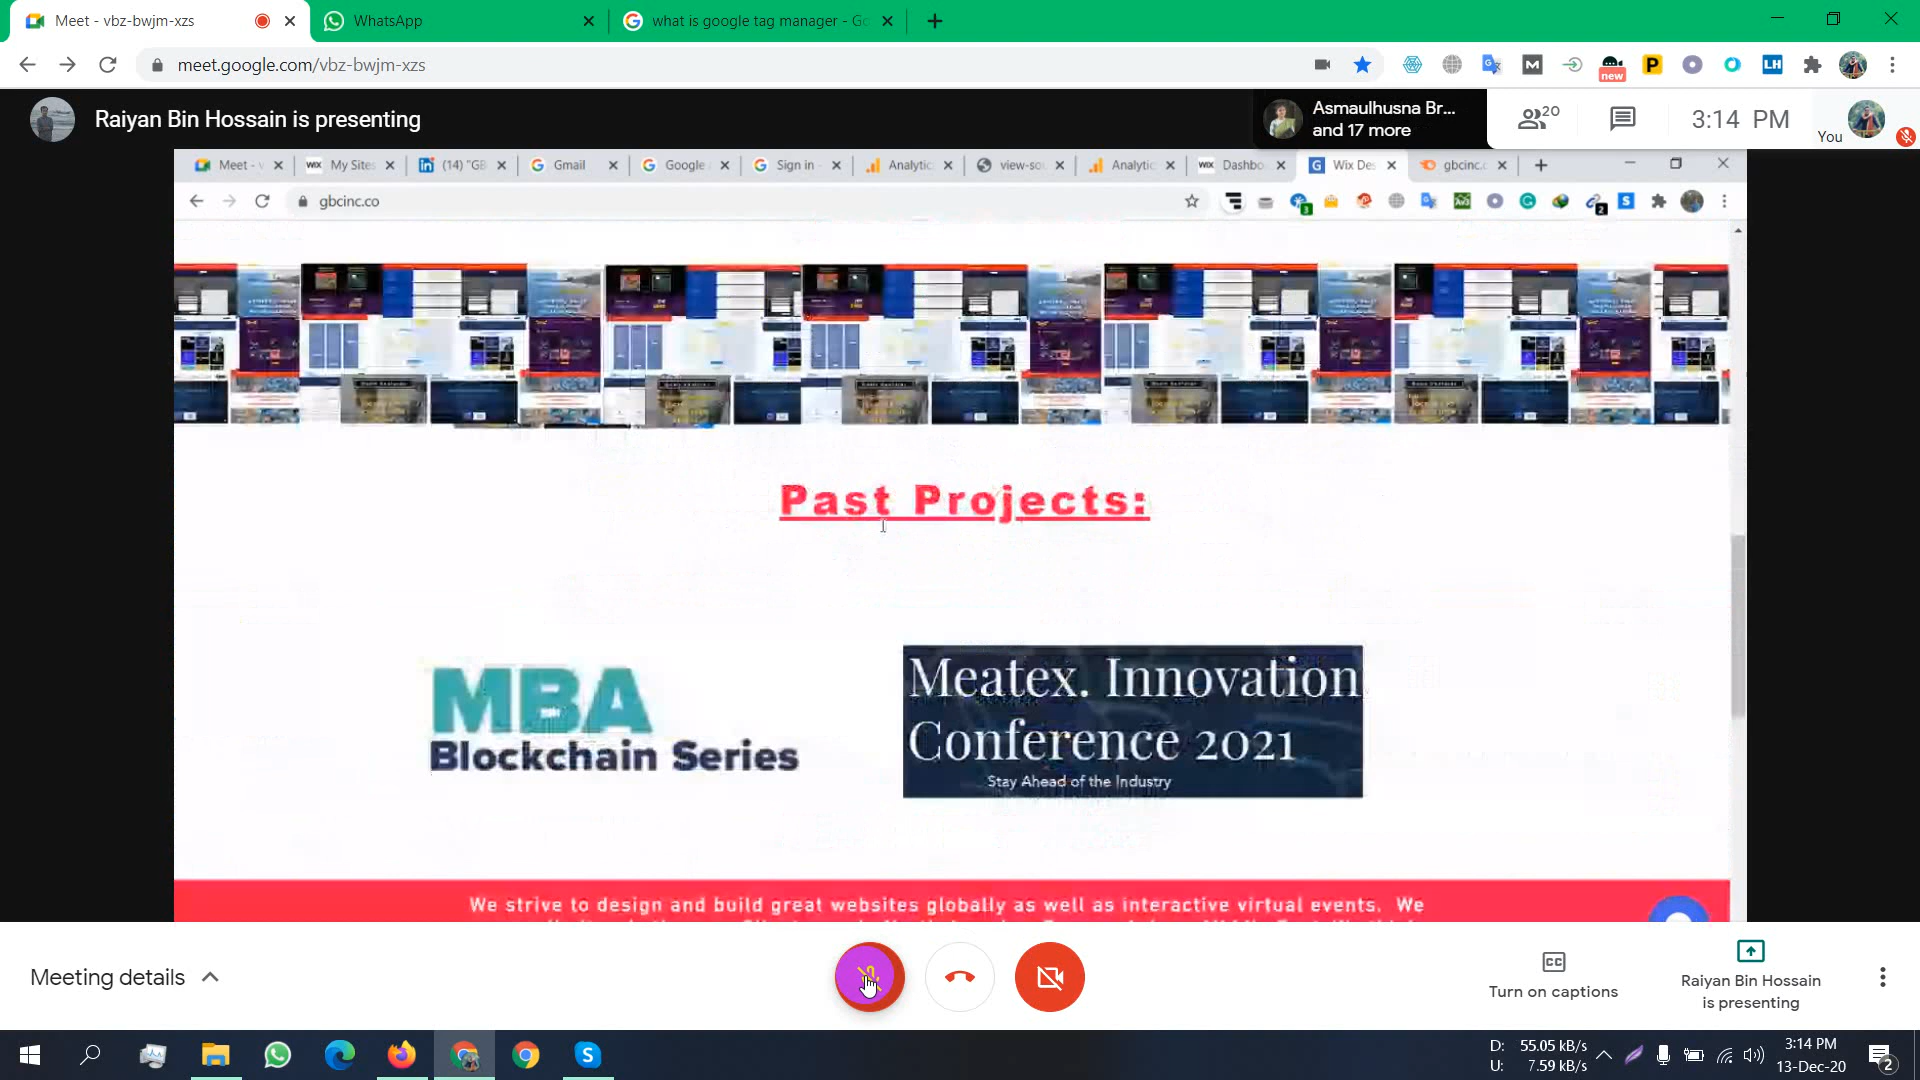 Meet - vbz-bwjm-xzs
WhatsApp
what is google tag manager - Go
meet.google.com/vbz-bwjm-xzs
new
Raiyan Bin Hossain is presenting
Asmaulhusna Br...
and 17 more
20
3:14 PM
You
Meet - v
WiX My Sites
(14) "GB
Gmail
Google
Sign in -
Analytic
view-sou
Analytic
WiX Dashbo
Wix Des
gbcinc.c
gbcinc.co
Past Projects:
MBA
Blockchain Series
Meatex. Innovation
Conference 2021
Stay Ahead of the Industry
We strive to design and build great websites globally as well as interactive virtual events. We
Meeting details
Turn on captions
Raiyan Bin Hossain
is presenting
D: 55.05 kB/s
U: 7.59 kB/s
3:14 PM
13-Dec-20
2